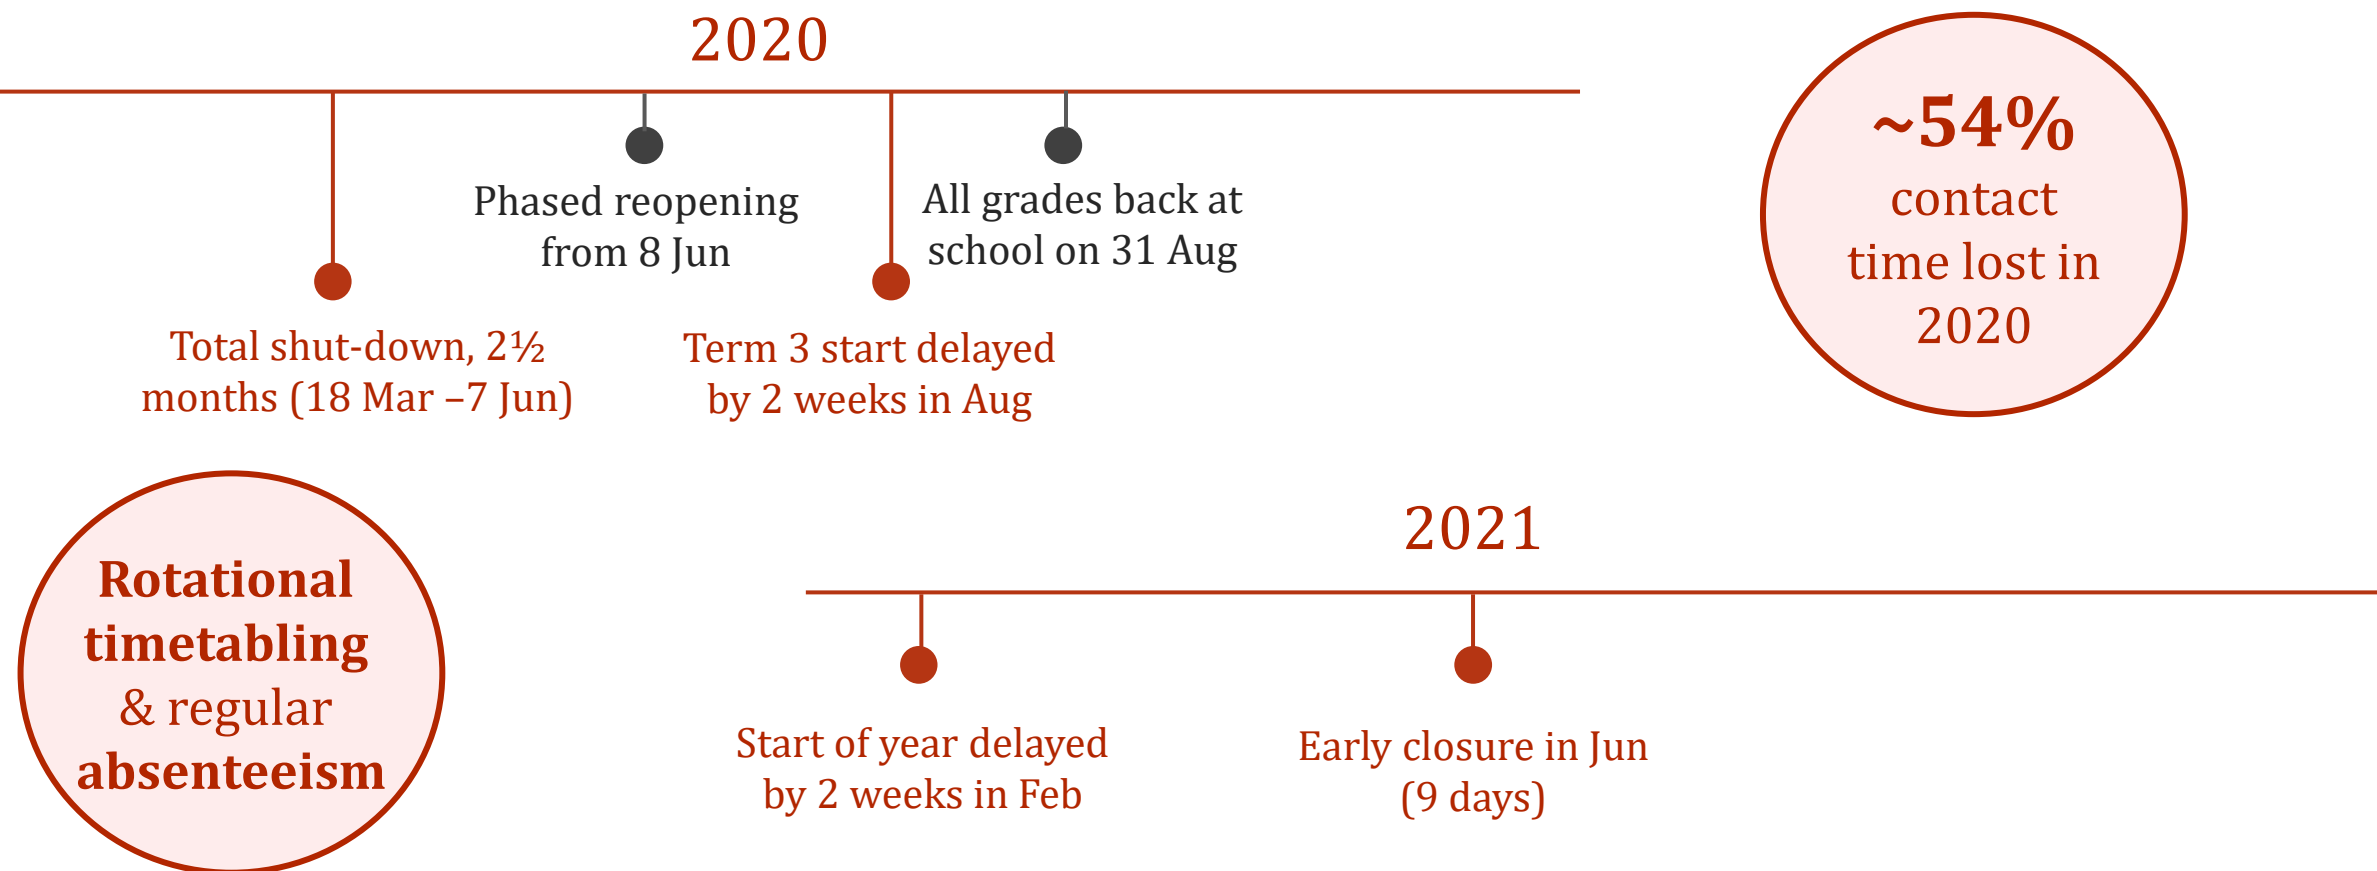 2020
Phased reopening
from 8 Jun
All grades back at
school on 31 Aug
Total shut-down, 2½
months (18 Mar –7 Jun)
Term 3 start delayed
by 2 weeks in Aug
~54%
contact
time lost in
2020
Rotational
timetabling
& regular
absenteeism
2021
Start of year delayed
by 2 weeks in Feb
Early closure in Jun
(9 days)